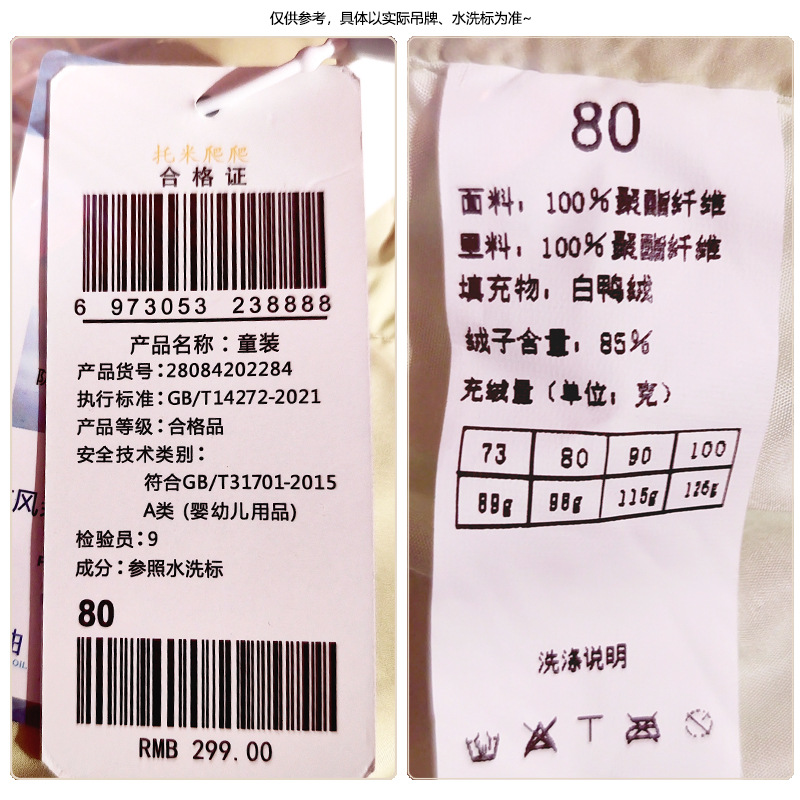 仅供参考，具体以实际吊牌、水洗标为准~
托米爬爬
合格证
6 973053 238888
产品名称：童装
产品货号：28084202284
执行标准：GB/T14272-2021
产品等级：合格品
安全技术类别：
符合GB/T31701-2015
A类 (婴幼儿用品)
检验员：9
成分：参照水洗标
80
RMB 299.00
风
油
OIL
80
面料：100%聚酯纤维
里料：100%聚酯纤维
填充物：白鸭绒
绒子含量：85%
充绒量（单位：克）
73 80 90 100
89g 98g 115g 126g
洗涤说明